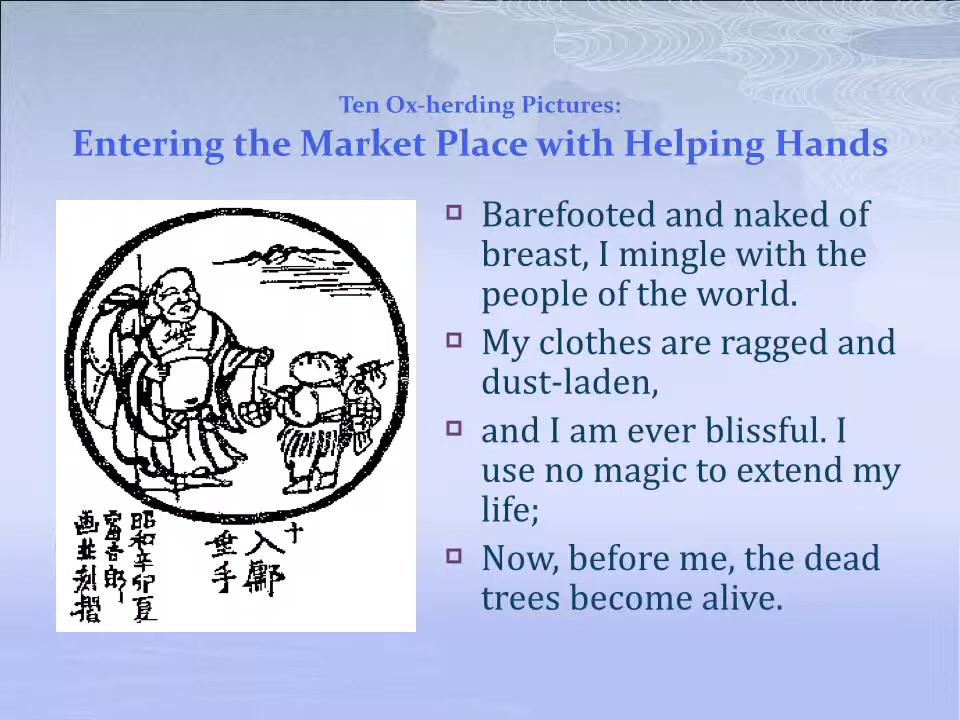 Ten Ox-herding Pictures:
Entering the Market Place with Helping Hands
Barefooted and naked of
breast, I mingle with the
people of the world.
My clothes are ragged and
dust-laden,
and I am ever blissful. I
use no magic to extend my
life;
Now, before me, the dead
trees become alive.
十
入鄽
垂手
昭和辛卯夏
富吉郎
画并刻摺